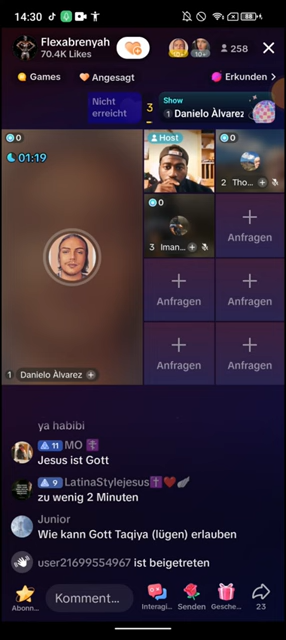 14:30
Flexabrenyah
70.4K Likes
10+
10+
258
Games
Angesagt
Erkunden
Nicht
erreicht
3
Show
1 Danielo Àlvarez
0
01:19
Host
0
2 Tho...
0
3 Iman...
Anfragen
Anfragen
Anfragen
Anfragen
Anfragen
1 Danielo Àlvarez
ya habibi
11 MO
Jesus ist Gott
9 LatinaStylejesus
zu wenig 2 Minuten
Junior
Wie kann Gott Taqiya (lügen) erlauben
user21699554967 ist beigetreten
Abonn...
Komment...
Interagi...
Senden
Gesche...
23